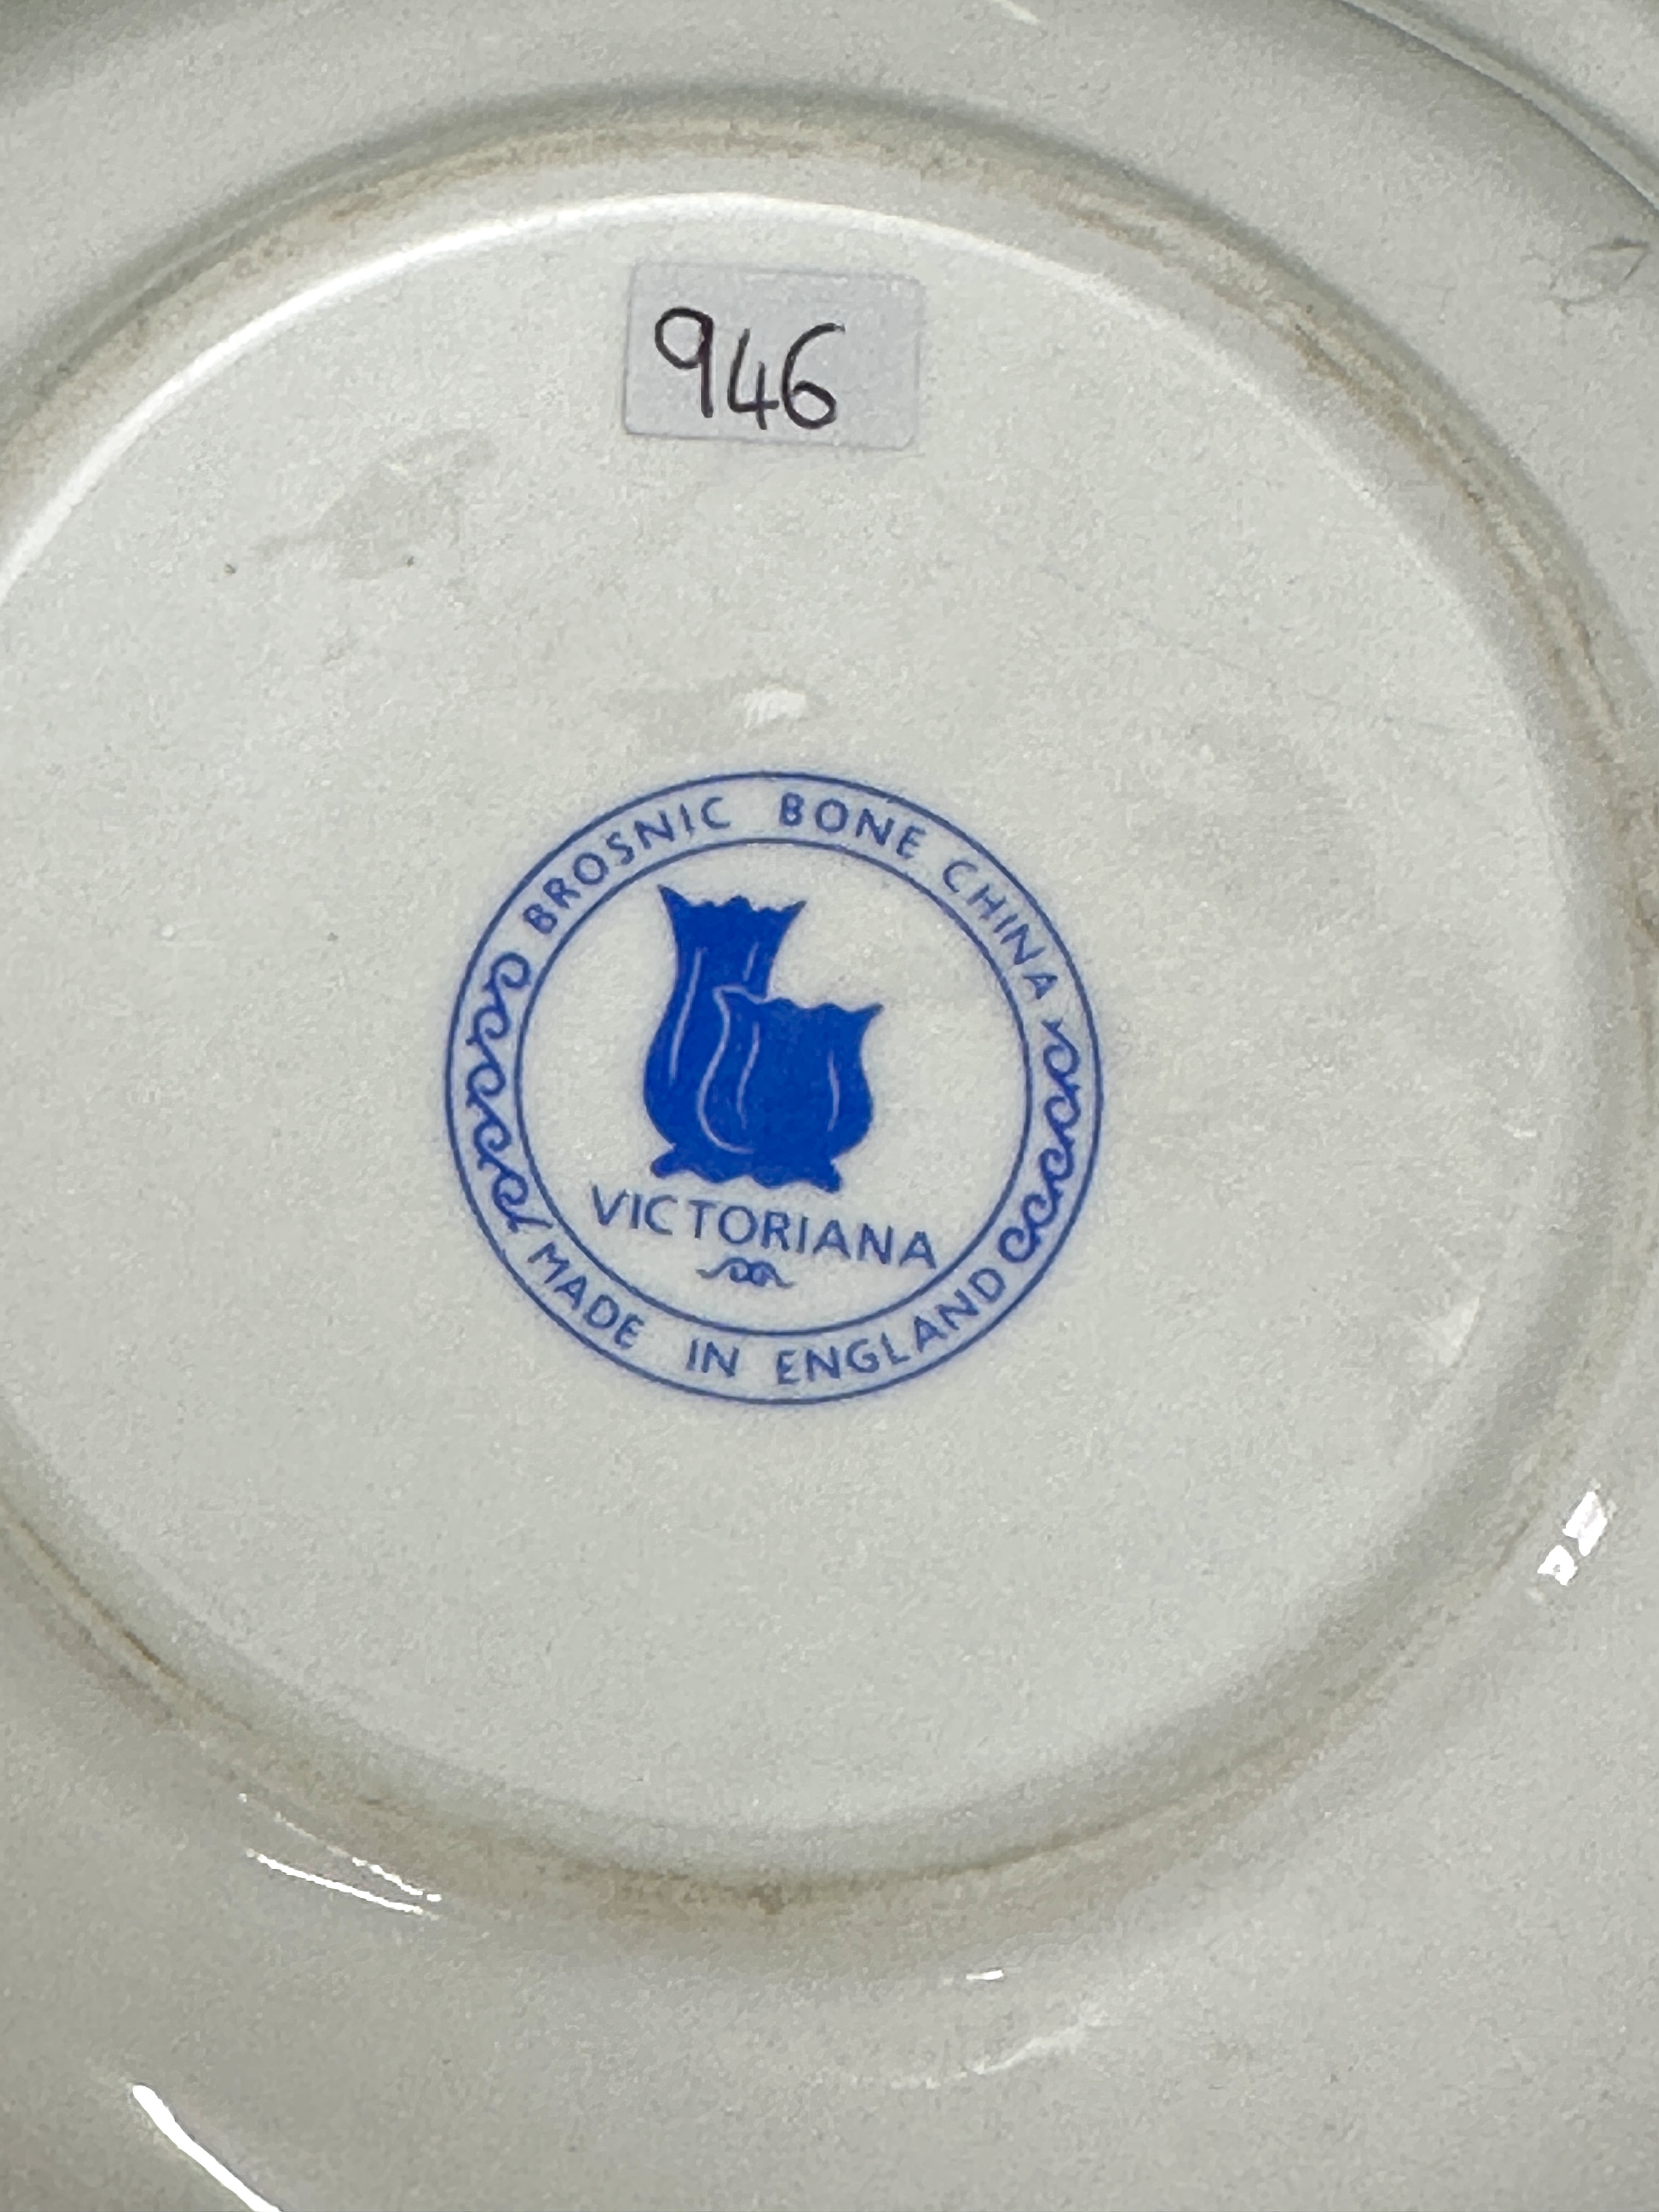 946
BROSNIC BONE CHINA
VICTORIANA
MADE IN ENGLAND